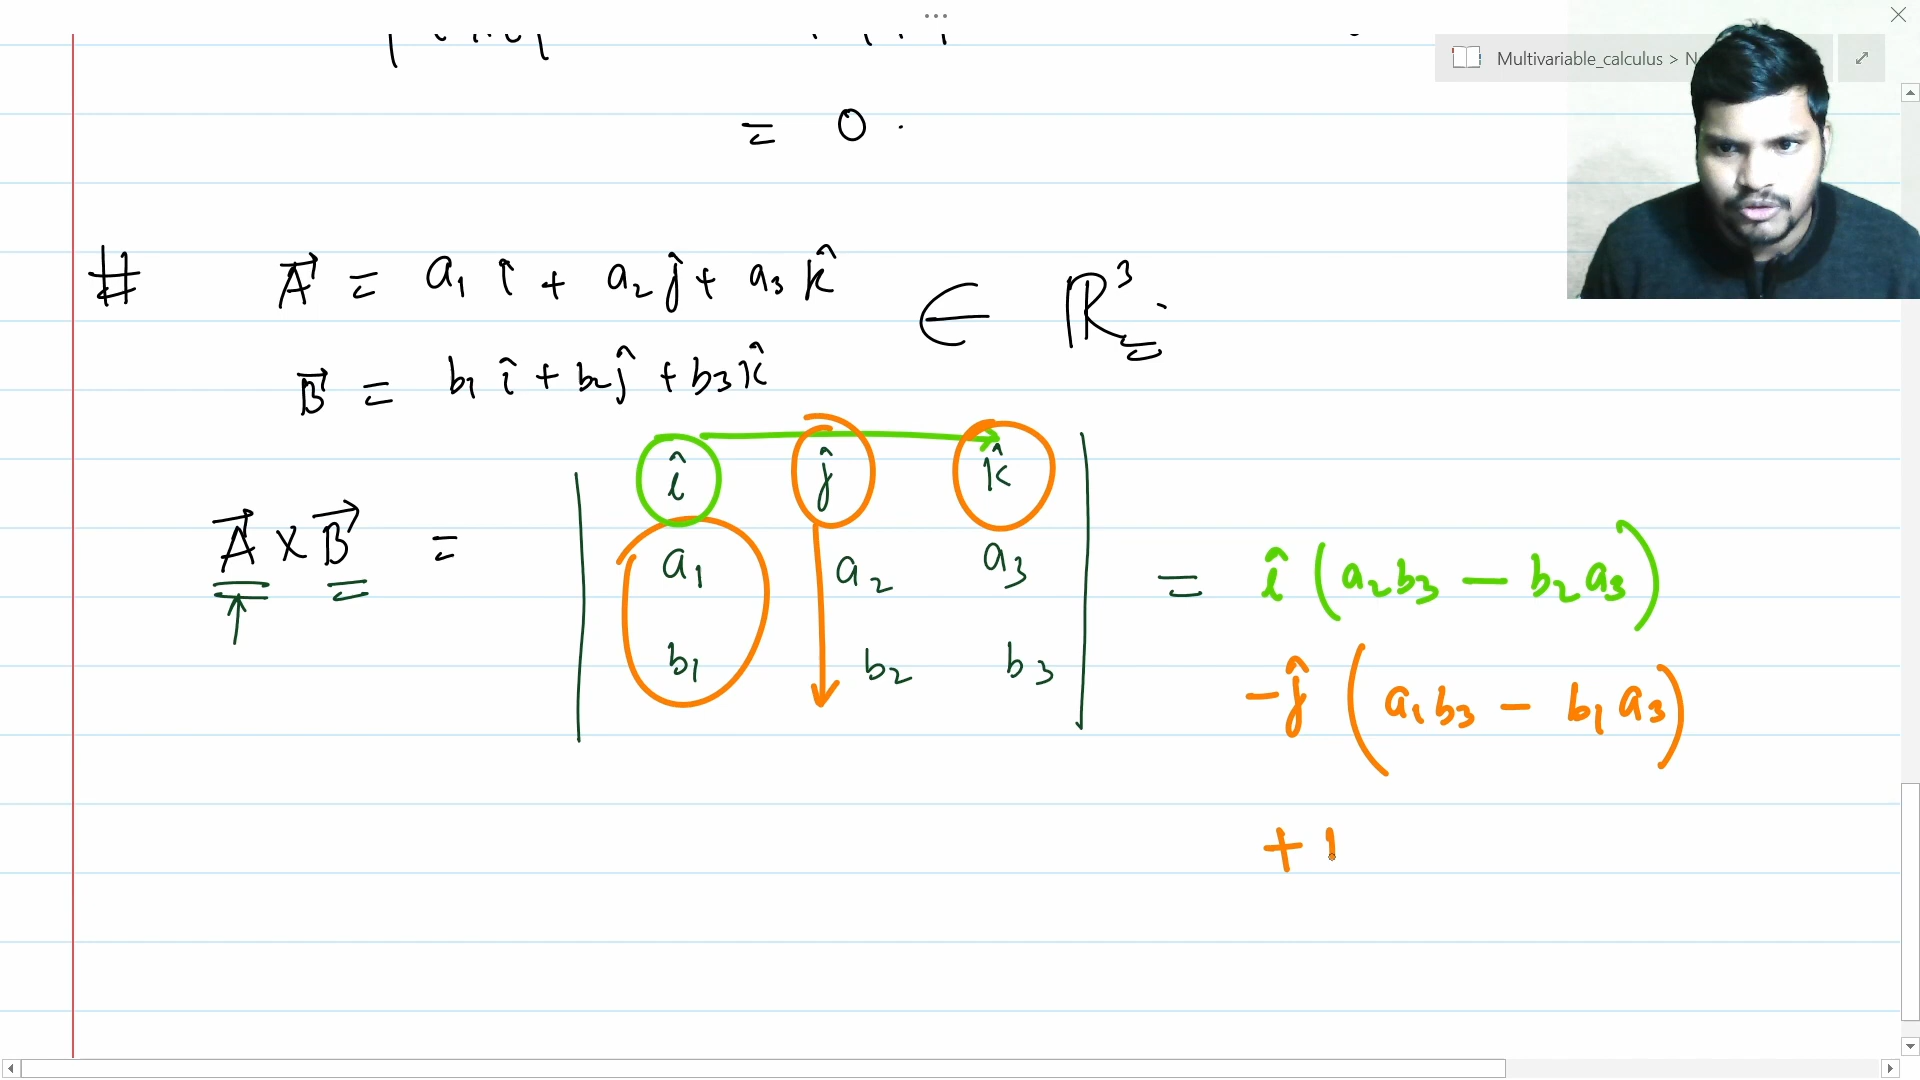 Multivariable_calculus > N
= 0 .
# A⃗ = a₁ î + a₂ ĵ + a₃ k̂ ∈ ℝ³.
B⃗ = b₁ î + b₂ ĵ + b₃ k̂
A⃗ × B⃗ = | î ĵ k̂ |
| a₁ a₂ a₃ | = î (a₂b₃ — b₂a₃)
| b₁ b₂ b₃ |
-ĵ (a₁b₃ - b₁a₃)
+